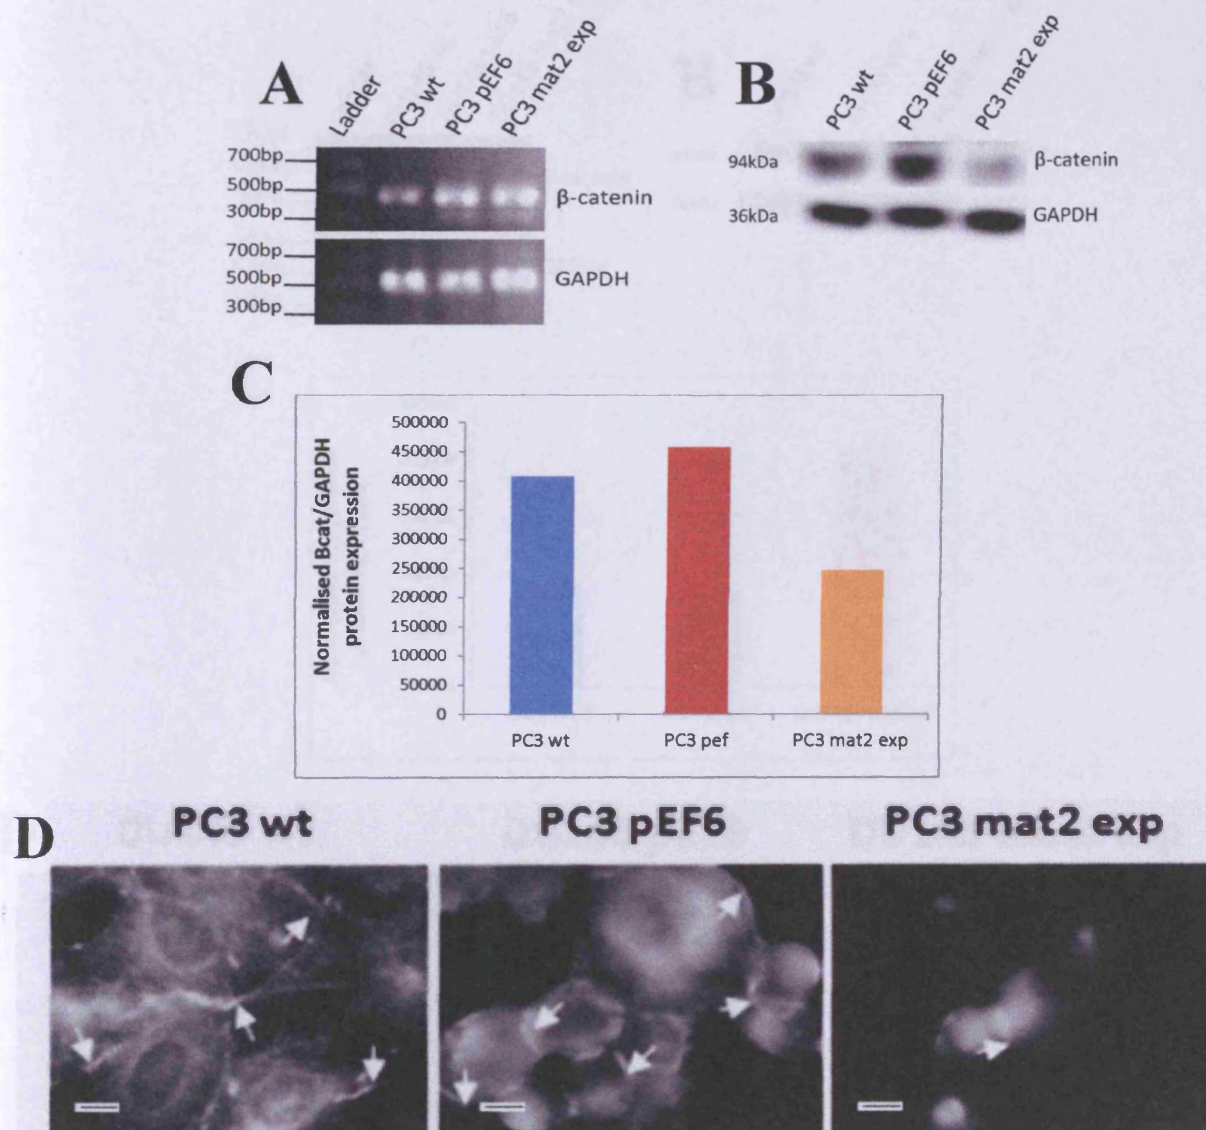 A
Ladder
PC3 wt
PC3 pEF6
PC3 mat2 exp
700bp
500bp
300bp
β-catenin
700bp
500bp
300bp
GAPDH
B
PC3 wt
PC3 pEF6
PC3 mat2 exp
94kDa
β-catenin
36kDa
GAPDH
C
Normalised Bcat/GAPDH
protein expression
500000
450000
400000
350000
300000
250000
200000
150000
100000
50000
0
PC3 wt
PC3 pef
PC3 mat2 exp
D
PC3 wt
PC3 pEF6
PC3 mat2 exp